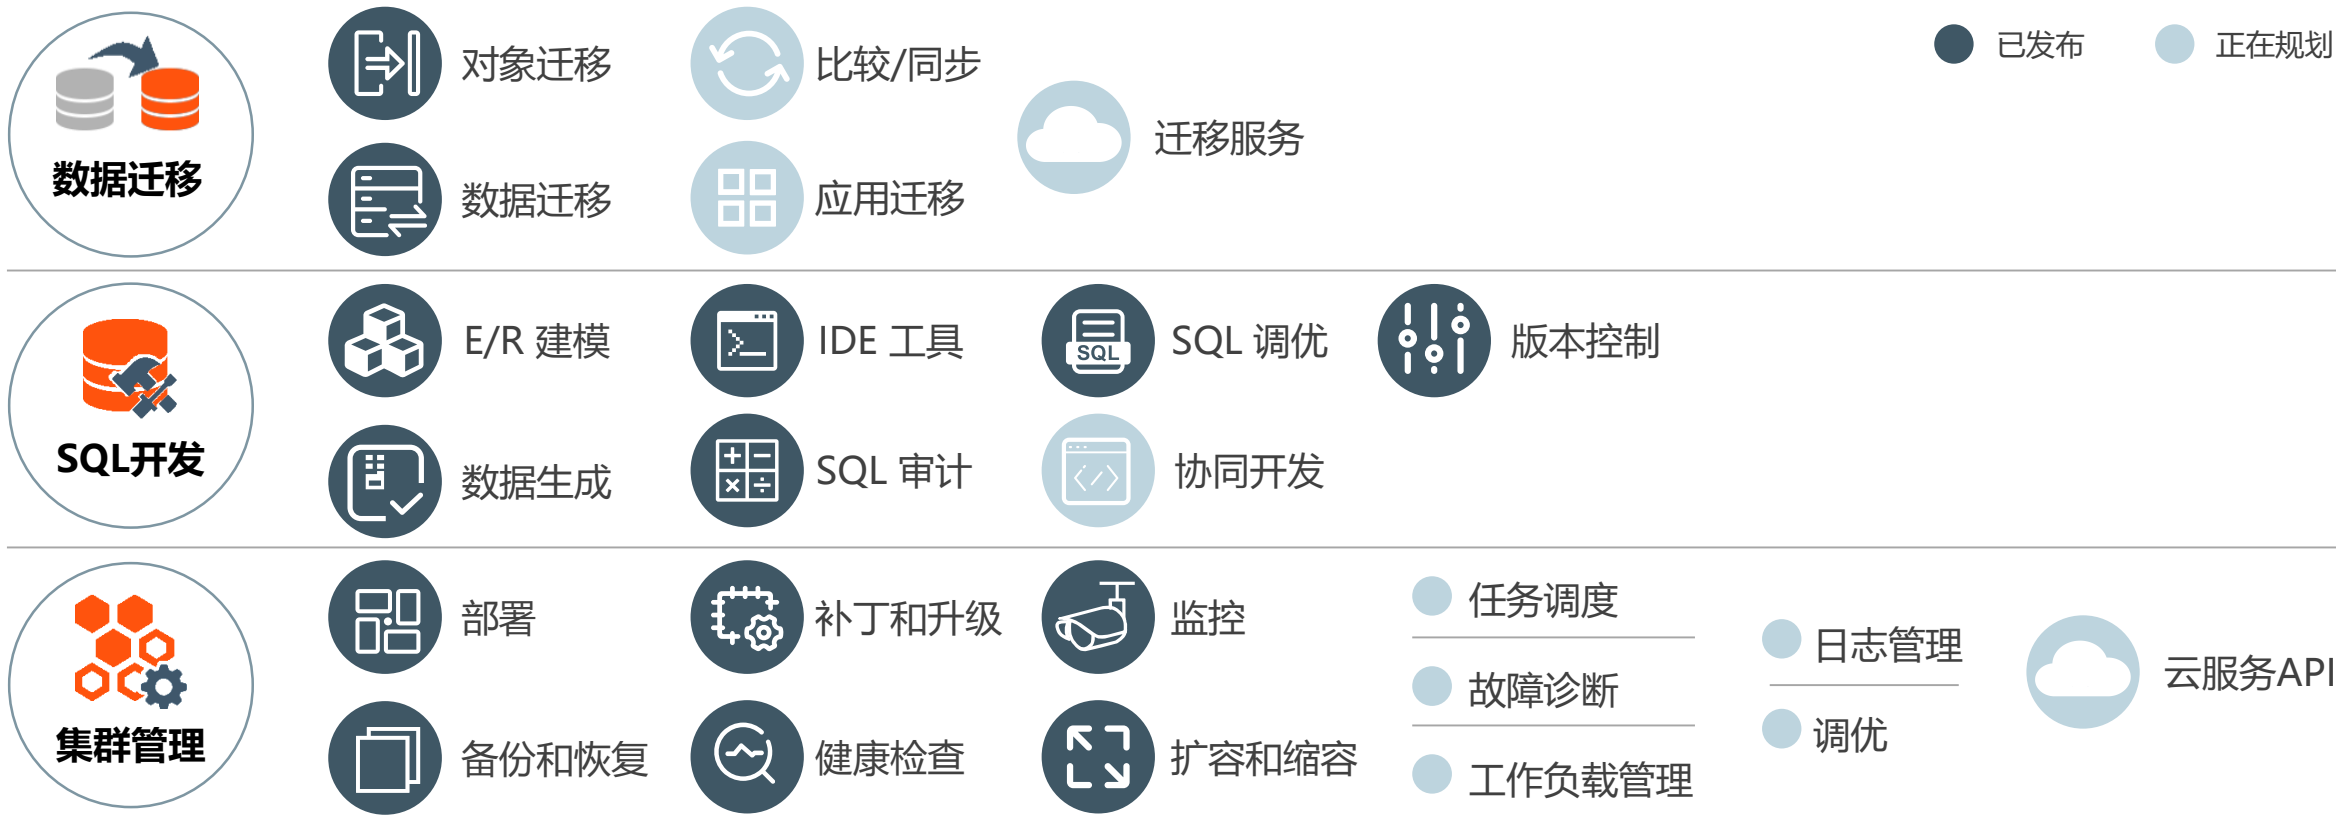 已发布
正在规划
数据迁移
对象迁移
比较/同步
迁移服务
数据迁移
应用迁移
SQL开发
E/R 建模
IDE 工具
SQL
SQL 调优
版本控制
数据生成
SQL 审计
协同开发
集群管理
部署
补丁和升级
监控
备份和恢复
健康检查
扩容和缩容
任务调度
故障诊断
工作负载管理
日志管理
调优
云服务API